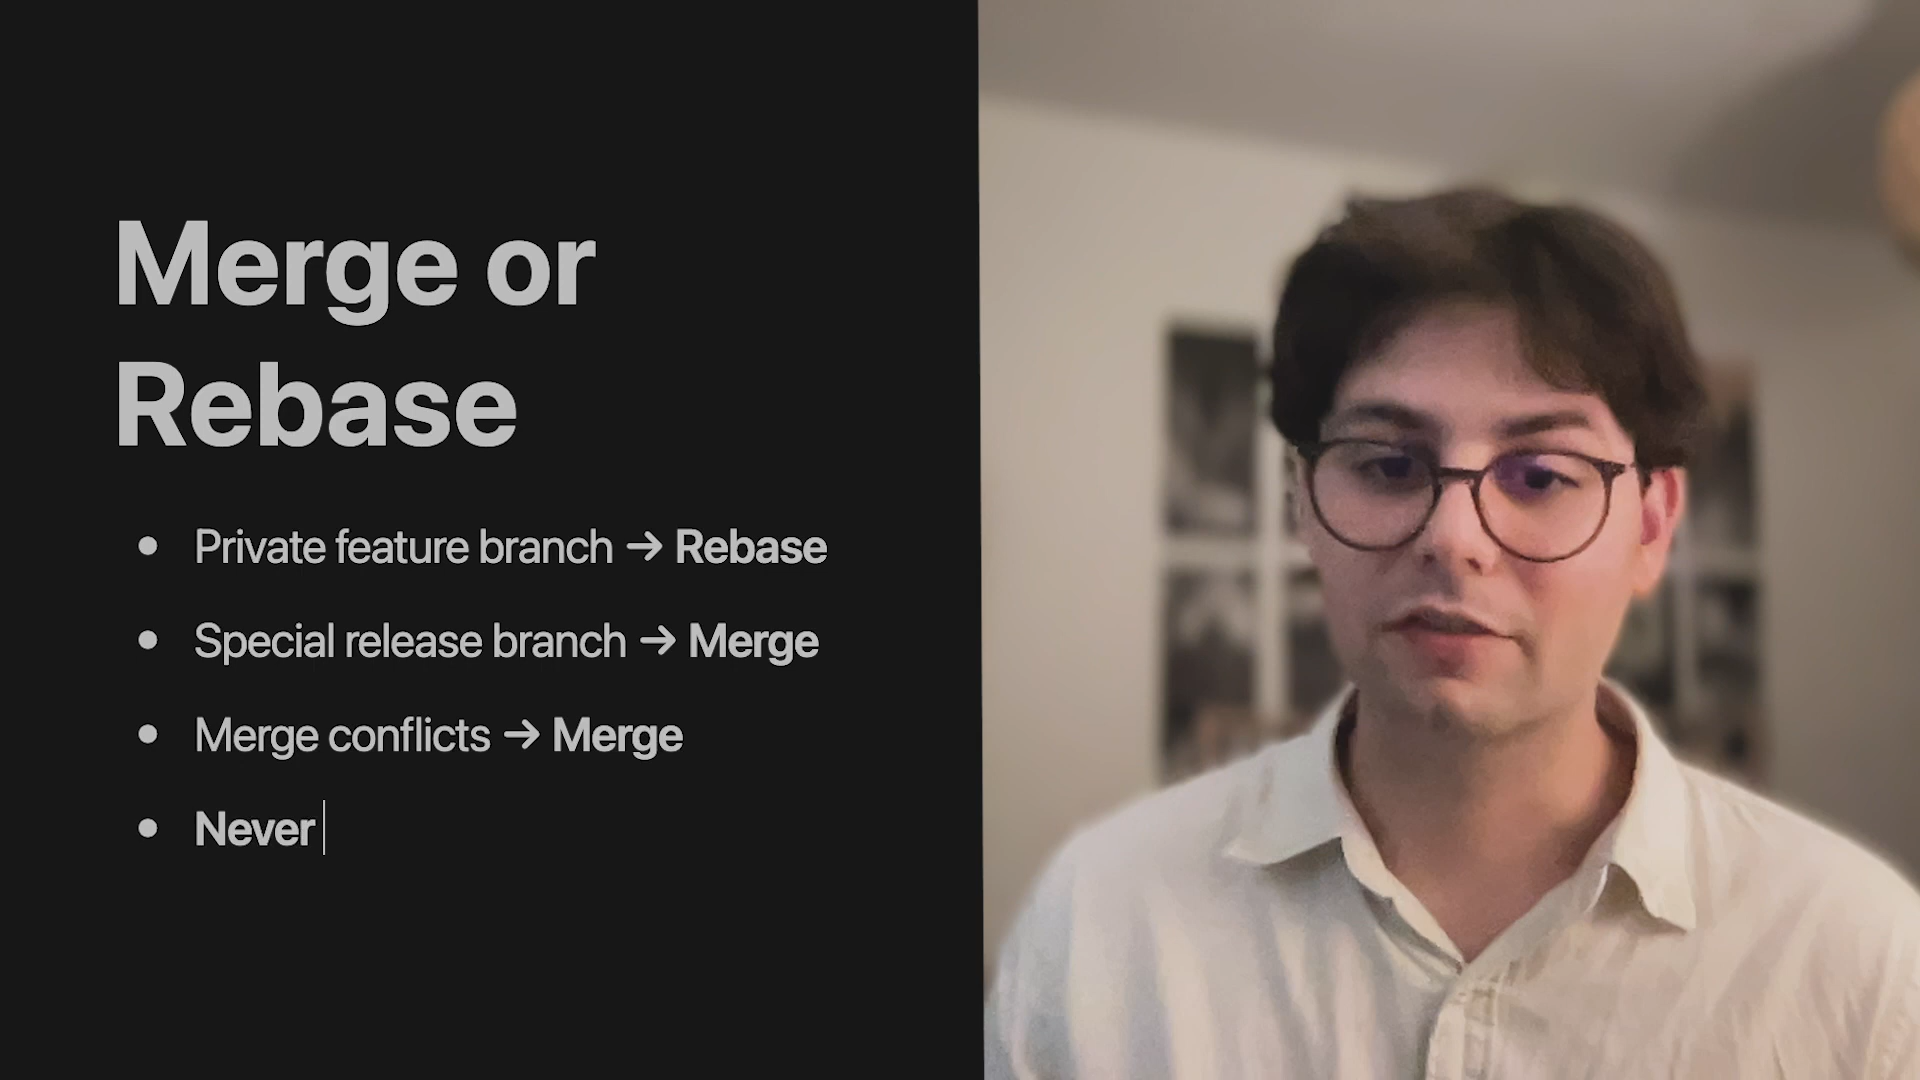 Merge or
Rebase
• Private feature branch → Rebase
• Special release branch → Merge
• Merge conflicts → Merge
• Never